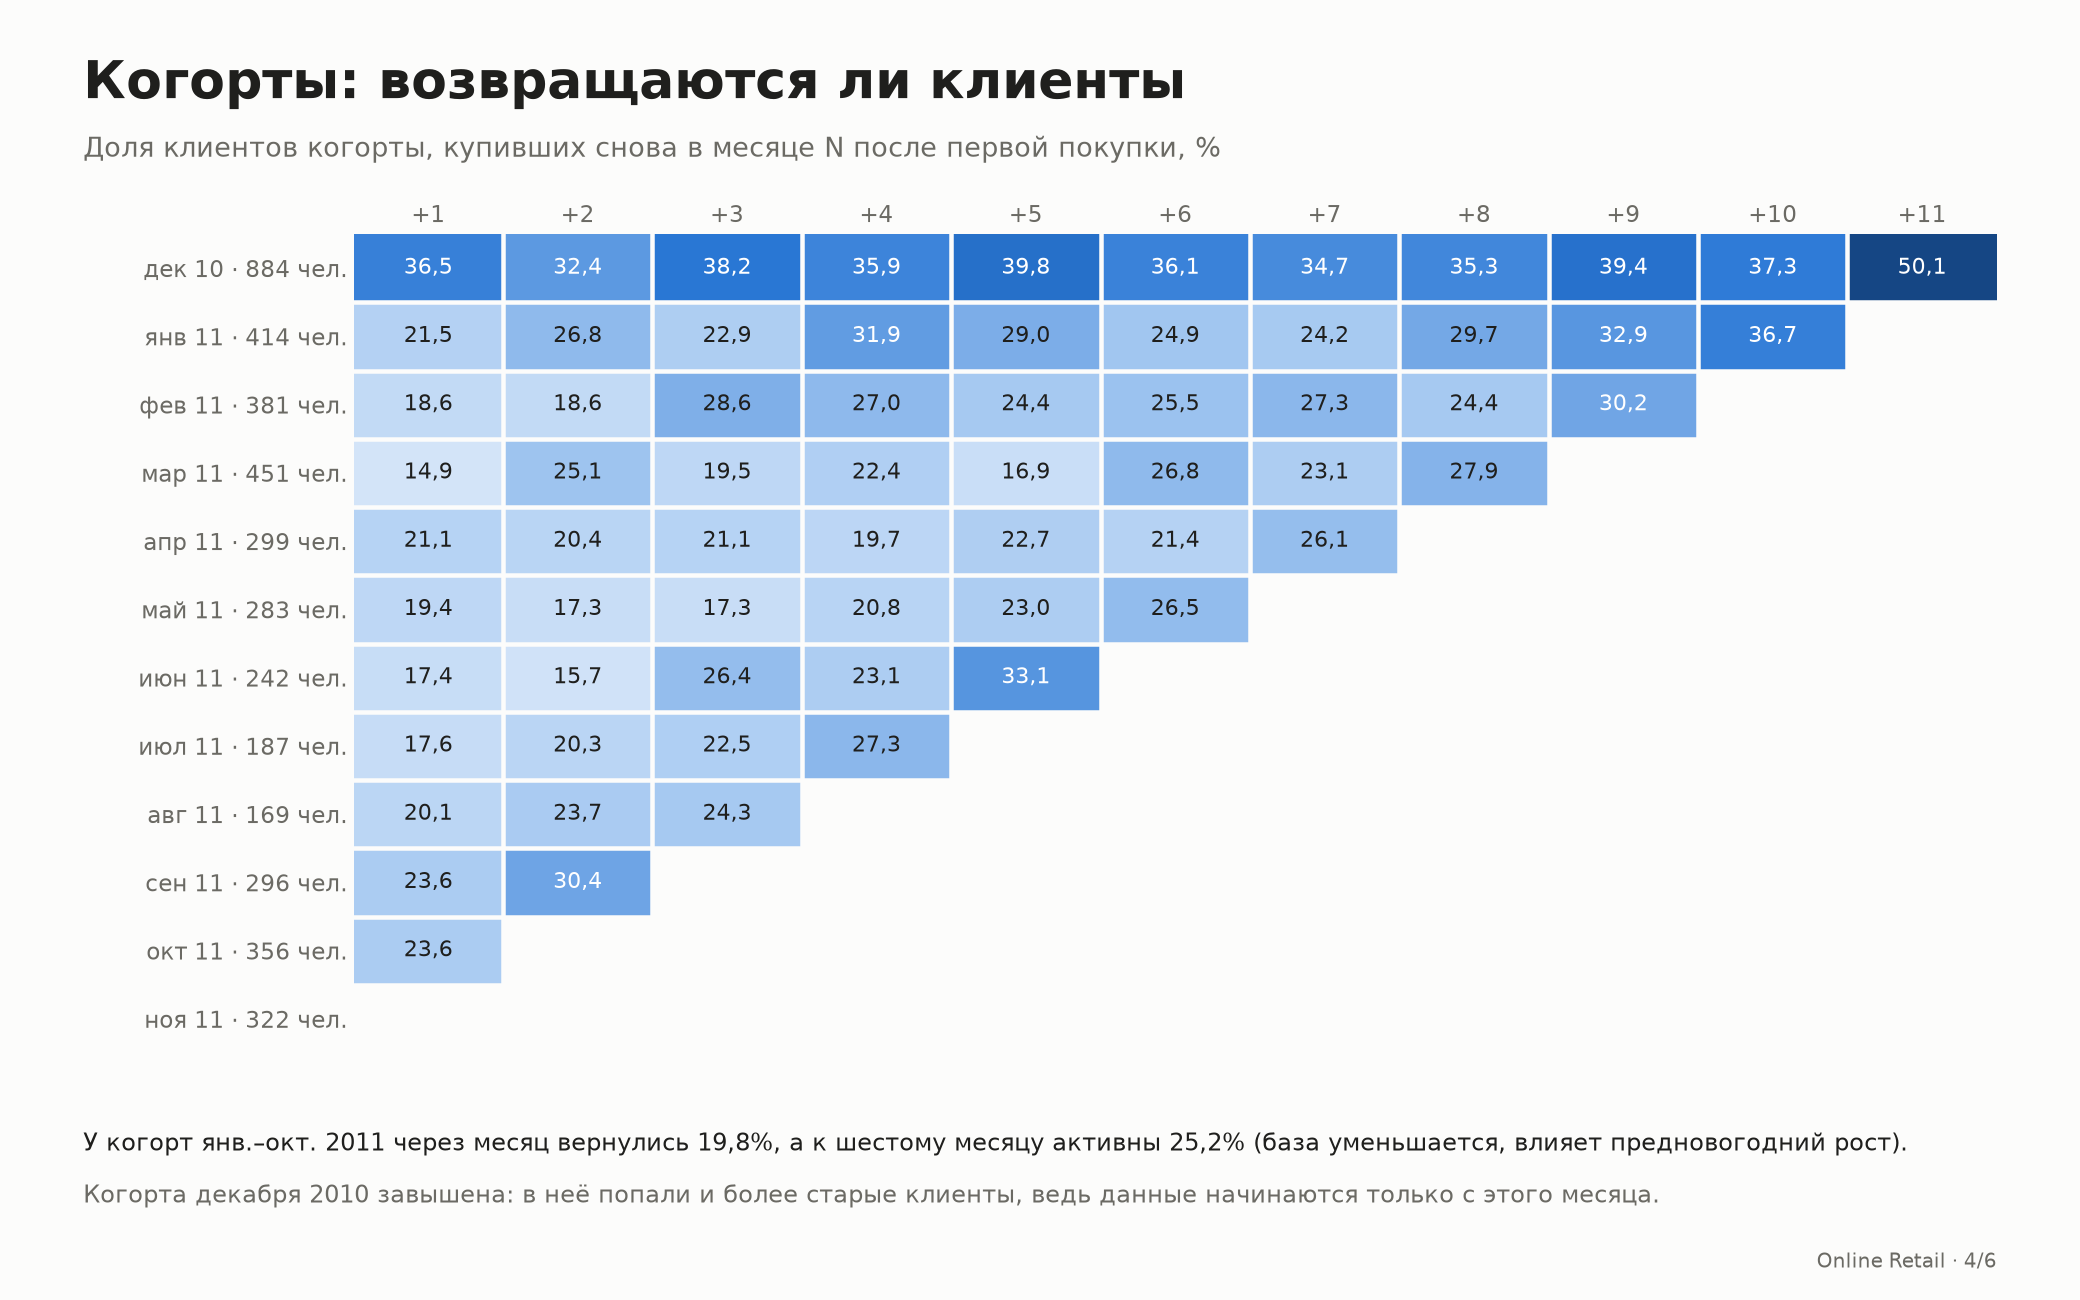 Когорты: возвращаются ли клиенты
Доля клиентов когорты, купивших снова в месяце N после первой покупки, %
+1 +2 +3 +4 +5 +6 +7 +8 +9 +10 +11
дек 10 · 884 чел. 36,5 32,4 38,2 35,9 39,8 36,1 34,7 35,3 39,4 37,3 50,1
янв 11 · 414 чел. 21,5 26,8 22,9 31,9 29,0 24,9 24,2 29,7 32,9 36,7
фев 11 · 381 чел. 18,6 18,6 28,6 27,0 24,4 25,5 27,3 24,4 30,2
мар 11 · 451 чел. 14,9 25,1 19,5 22,4 16,9 26,8 23,1 27,9
апр 11 · 299 чел. 21,1 20,4 21,1 19,7 22,7 21,4 26,1
май 11 · 283 чел. 19,4 17,3 17,3 20,8 23,0 26,5
июн 11 · 242 чел. 17,4 15,7 26,4 23,1 33,1
июл 11 · 187 чел. 17,6 20,3 22,5 27,3
авг 11 · 169 чел. 20,1 23,7 24,3
сен 11 · 296 чел. 23,6 30,4
окт 11 · 356 чел. 23,6
ноя 11 · 322 чел.
У когорт янв.–окт. 2011 через месяц вернулись 19,8%, а к шестому месяцу активны 25,2% (база уменьшается, влияет предновогодний рост).
Когорта декабря 2010 завышена: в неё попали и более старые клиенты, ведь данные начинаются только с этого месяца.
Online Retail · 4/6